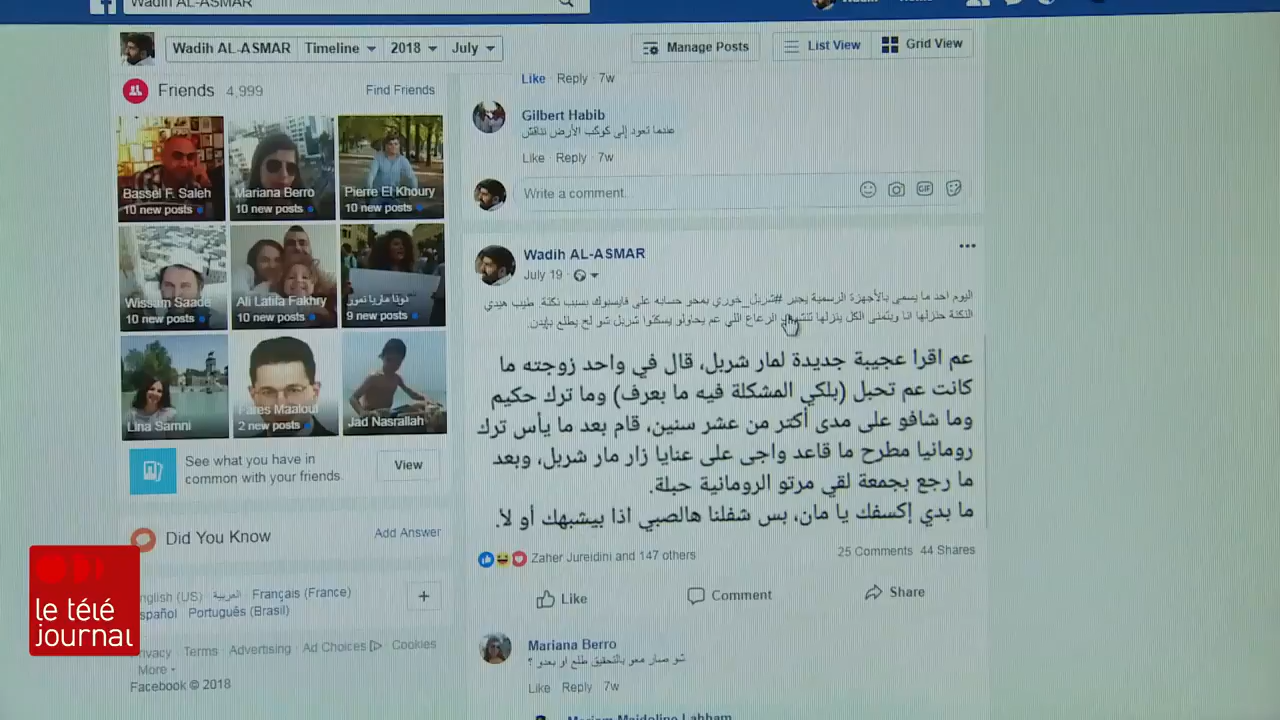 Wadih AL-ASMAR
Wadih AL-ASMAR Timeline 2018 July
Manage Posts List View Grid View
Friends 4,999 Find Friends
Bassel F. Saleh
10 new posts
Mariana Berro
10 new posts
Pierre El Khoury
10 new posts
Wissam Saade
10 new posts
Ali Latifa Fakhry
10 new posts
دونا ماريا نمور
9 new posts
Lina Samni
Fares Maalouf
2 new posts
Jad Nasrallah
See what you have in
common with your friends.
View
Did You Know Add Answer
English (US) العربية Français (France)
Español Português (Brasil)
Privacy Terms Advertising Ad Choices Cookies
More
Facebook © 2018
le télé
journal
Like Reply 7w
Gilbert Habib
عندما تعود إلى كوكب الأرض نناقش
Like Reply 7w
Write a comment
GIF
Wadih AL-ASMAR
July 19
اليوم احد ما يسمى بالأجهزة الرسمية يجبر #شربل_خوري بمحو حسابه على فايسبوك بسبب نكتة. طيب هيدي
النكتة حنزلها انا وبتمنى الكل ينزلها الرعاع اللي عم يحاولو يسكتوا شربل شو لح يطلع بإيدن.
عم اقرا عجيبة جديدة لمار شربل، قال في واحد زوجته ما
كانت عم تحبل (بلكي المشكلة فيه ما بعرف) وما ترك حكيم
وما شافو على مدى أكتر من عشر سنين، قام بعد ما يأس ترك
رومانيا مطرح ما قاعد واجى على عنايا زار مار شربل، وبعد
ما رجع بجمعة لقي مرتو الرومانية حبلة.
ما بدي إكسفك يا مان، بس شفلنا هالصبي اذا بيشبهك أو لا.
Zaher Jureidini and 147 others 25 Comments 44 Shares
Like Comment Share
Mariana Berro
شو صار معو بالتحقيق طلع او بعدو ؟
Like Reply 7w